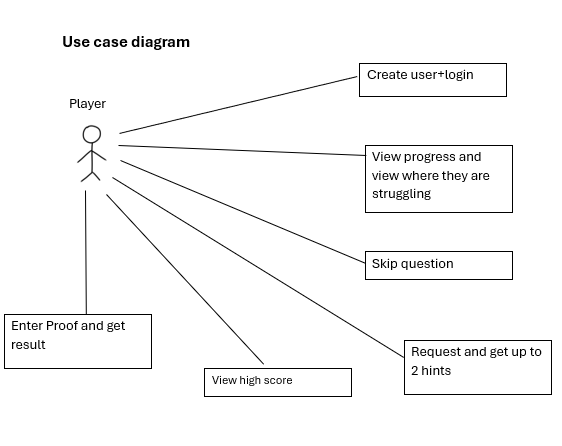 Use case diagram
Player
Create user+login
View progress and
view where they are
struggling
Skip question
Enter Proof and get
result
Request and get up to
2 hints
View high score